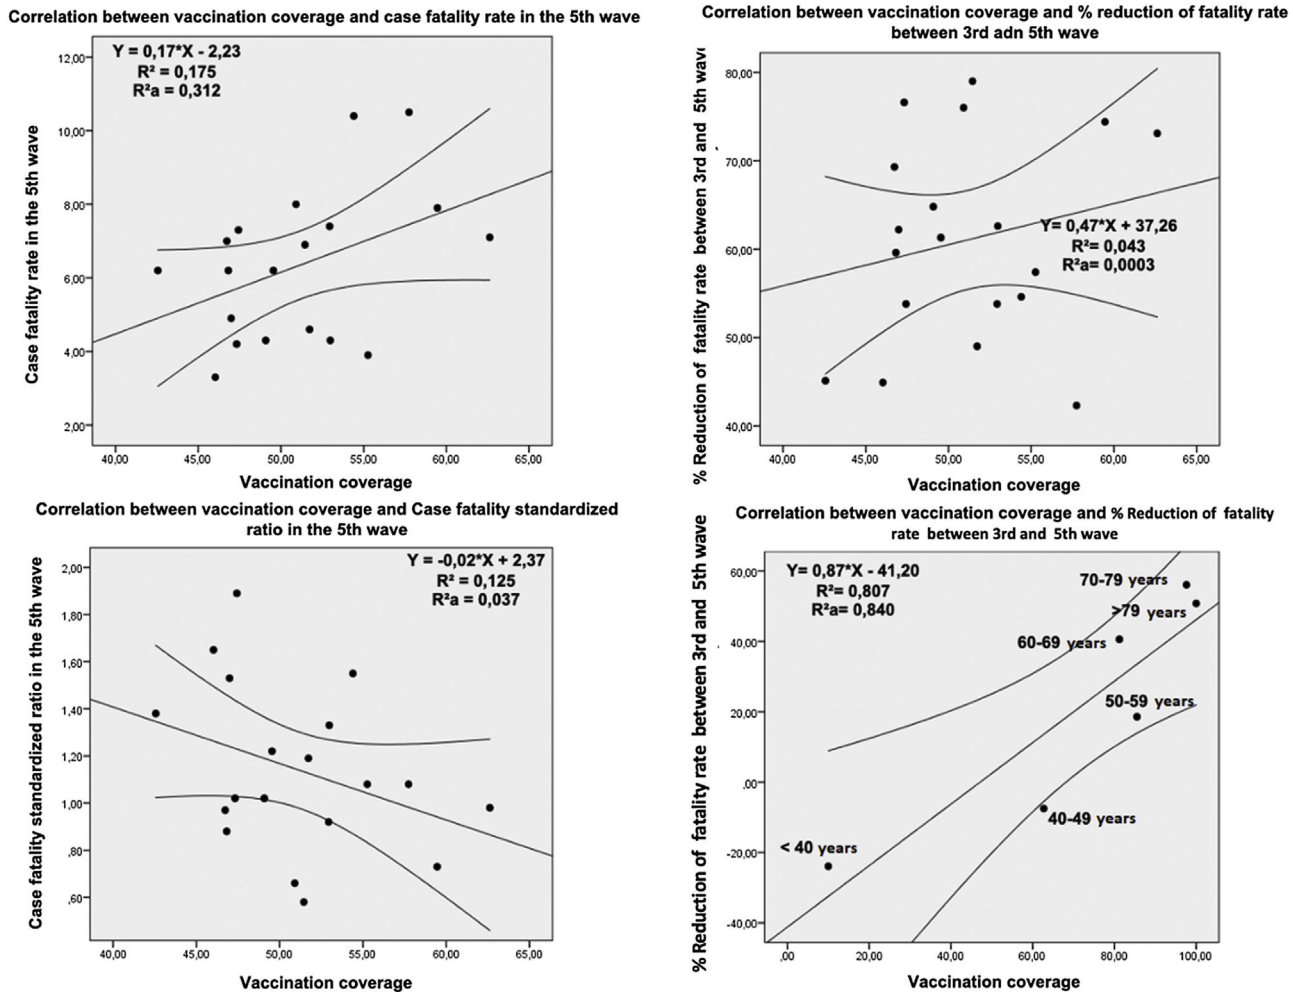 Correlation between vaccination coverage and case fatality rate in the 5th wave
Y = 0,17*X - 2,23
R² = 0,175
R²a = 0,312
Case fatality rate in the 5th wave
12,00
10,00
8,00
6,00
4,00
2,00
40,00 45,00 50,00 55,00 60,00 65,00
Vaccination coverage
Correlation between vaccination coverage and % reduction of fatality rate
between 3rd adn 5th wave
% Reduction of fatality rate between 3rd and 5th wave
80,00
70,00
60,00
50,00
40,00
Y= 0,47*X + 37,26
R²= 0,043
R²a= 0,0003
40,00 45,00 50,00 55,00 60,00 65,00
Vaccination coverage
Correlation between vaccination coverage and Case fatality standardized
ratio in the 5th wave
Y = -0,02*X + 2,37
R² = 0,125
R²a = 0,037
Case fatality standardized ratio in the 5th wave
2,00
1,80
1,60
1,40
1,20
1,00
,80
,60
40,00 45,00 50,00 55,00 60,00 65,00
Vaccination coverage
Correlation between vaccination coverage and % Reduction of fatality
rate between 3rd and 5th wave
Y= 0,87*X - 41,20
R²= 0,807
R²a= 0,840
% Reduction of fatality rate between 3rd and 5th wave
60,00
40,00
20,00
,00
-20,00
-40,00
70-79 years
>79 years
60-69 years
50-59 years
40-49 years
< 40 years
,00 20,00 40,00 60,00 80,00 100,00
Vaccination coverage